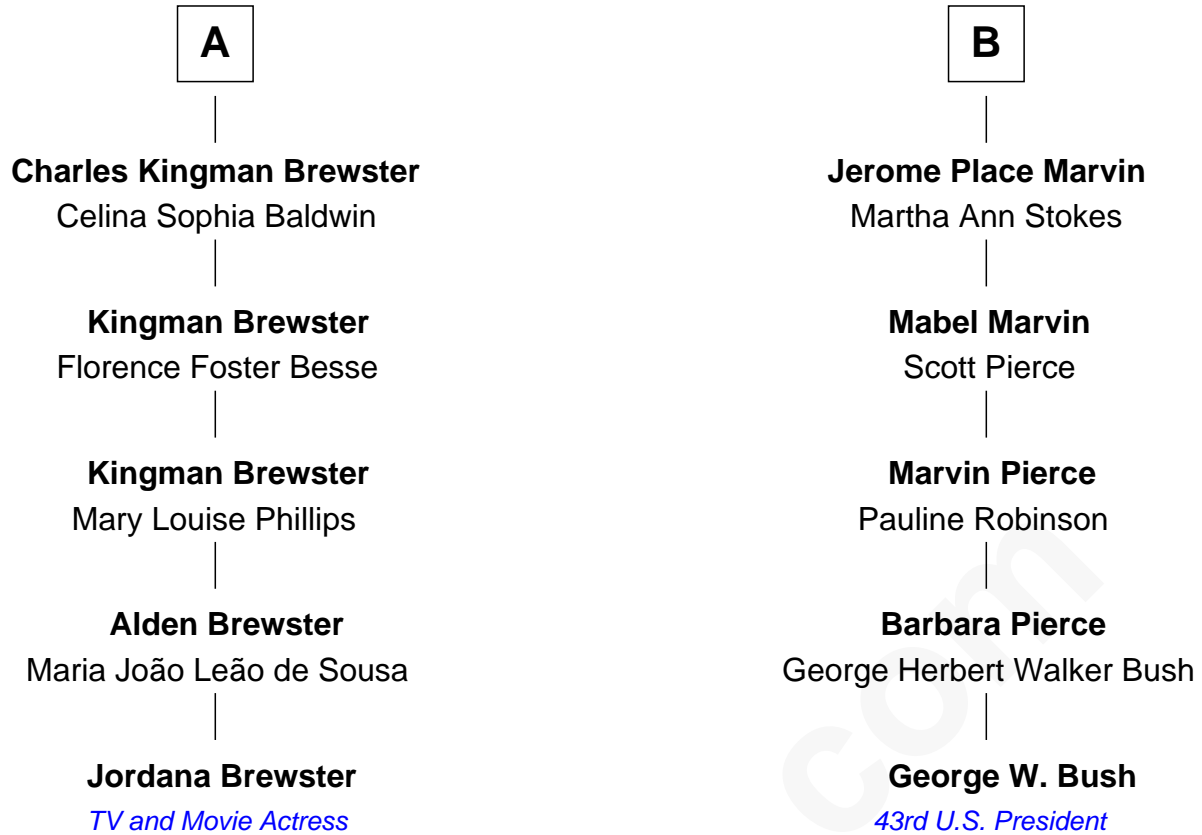 A
Charles Kingman Brewster
Celina Sophia Baldwin
Kingman Brewster
Florence Foster Besse
Kingman Brewster
Mary Louise Phillips
Alden Brewster
Maria João Leão de Sousa
Jordana Brewster
TV and Movie Actress
B
Jerome Place Marvin
Martha Ann Stokes
Mabel Marvin
Scott Pierce
Marvin Pierce
Pauline Robinson
Barbara Pierce
George Herbert Walker Bush
George W. Bush
43rd U.S. President
com